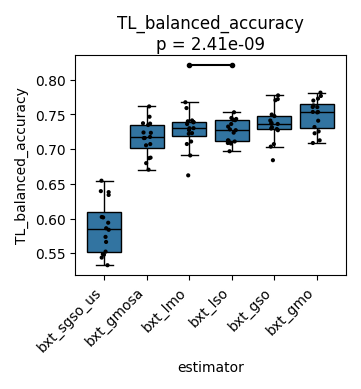 TL_balanced_accuracy
p = 2.41e-09
TL_balanced_accuracy
0.80
0.75
0.70
0.65
0.60
0.55
bxt_sgso_us
bxt_gmosa
bxt_lmo
bxt_lso
bxt_gso
bxt_gmo
estimator